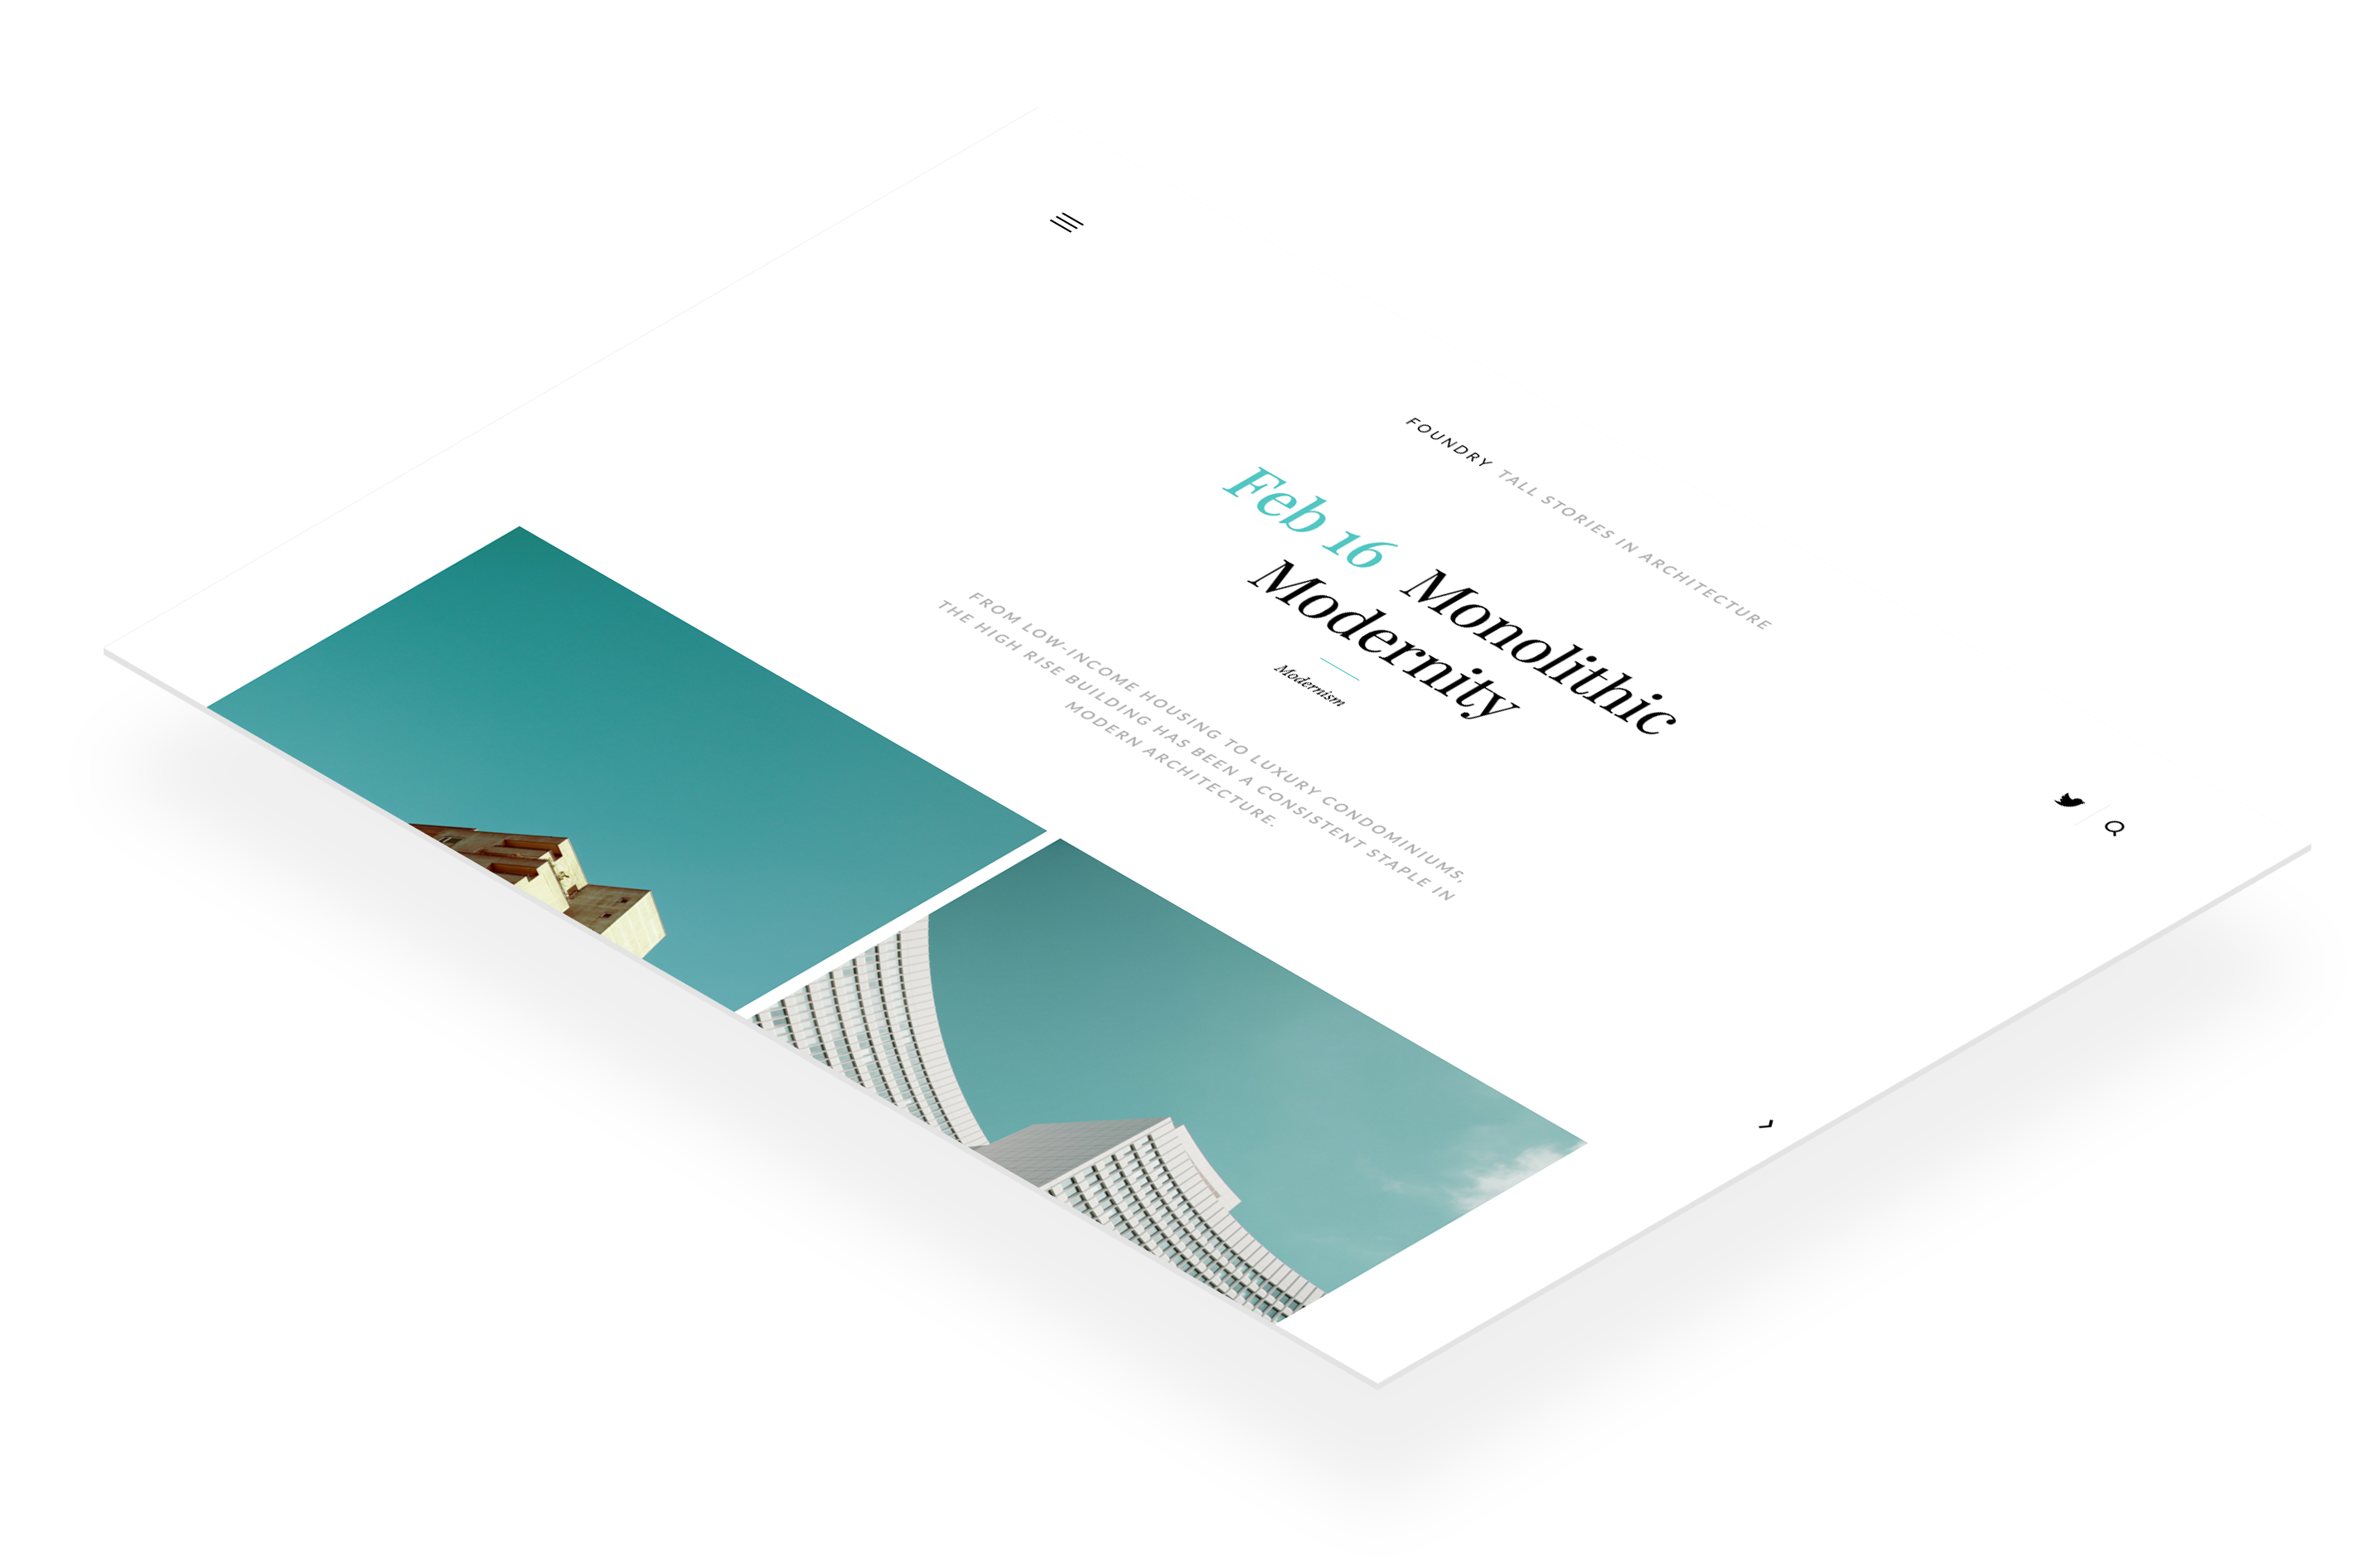 FOUNDRY TALL STORIES IN ARCHITECTURE
Feb 16 Monolithic
Modernity
Modernism
FROM LOW-INCOME HOUSING TO LUXURY CONDOMINIUMS,
THE HIGH RISE BUILDING HAS BEEN A CONSISTENT STAPLE IN
MODERN ARCHITECTURE.